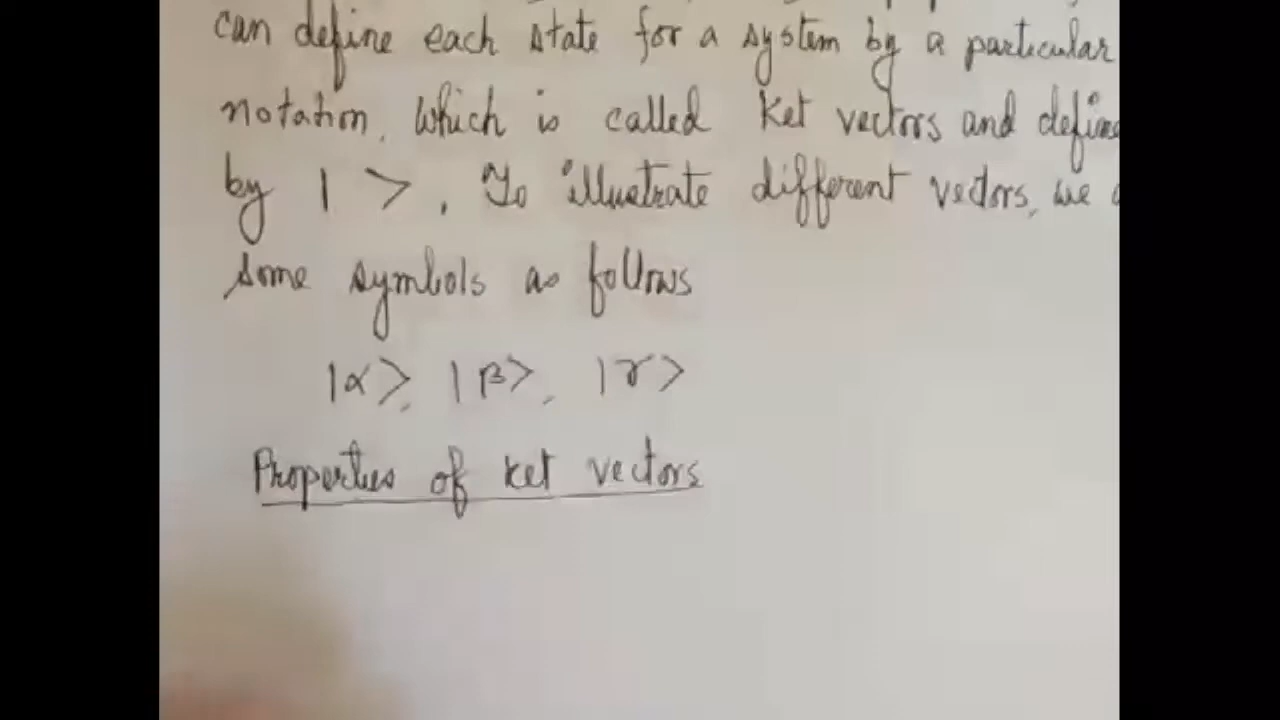 can define each state for a system by a particular
notation, which is called Ket vectors and define
by | >. To illustrate different vectors, we
some symbols as follows
|α>, |β>, |γ>
Properties of ket vectors